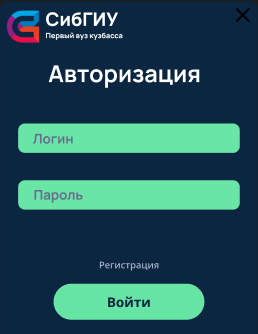 СибГИУ
Первый вуз кузбасса
Авторизация
Логин
Пароль
Регистрация
Войти